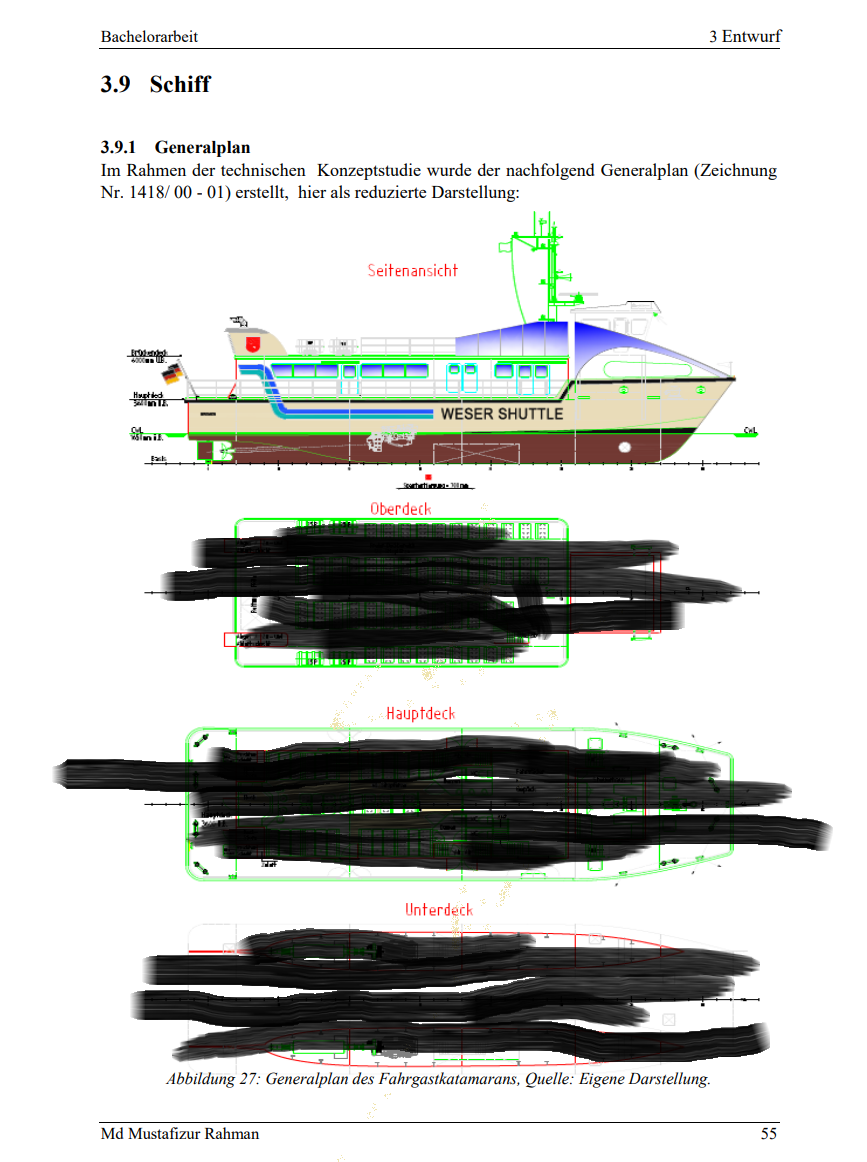 Bachelorarbeit 3 Entwurf
3.9 Schiff
3.9.1 Generalplan
Im Rahmen der technischen Konzeptstudie wurde der nachfolgend Generalplan (Zeichnung
Nr. 1418/ 00 - 01) erstellt, hier als reduzierte Darstellung:
Seitenansicht
Brückendeck
Hauptdeck
CWL CWL
Basis
WESER SHUTTLE
Oberdeck
Hauptdeck
Unterdeck
Abbildung 27: Generalplan des Fahrgastkatamarans, Quelle: Eigene Darstellung.
Md Mustafizur Rahman 55